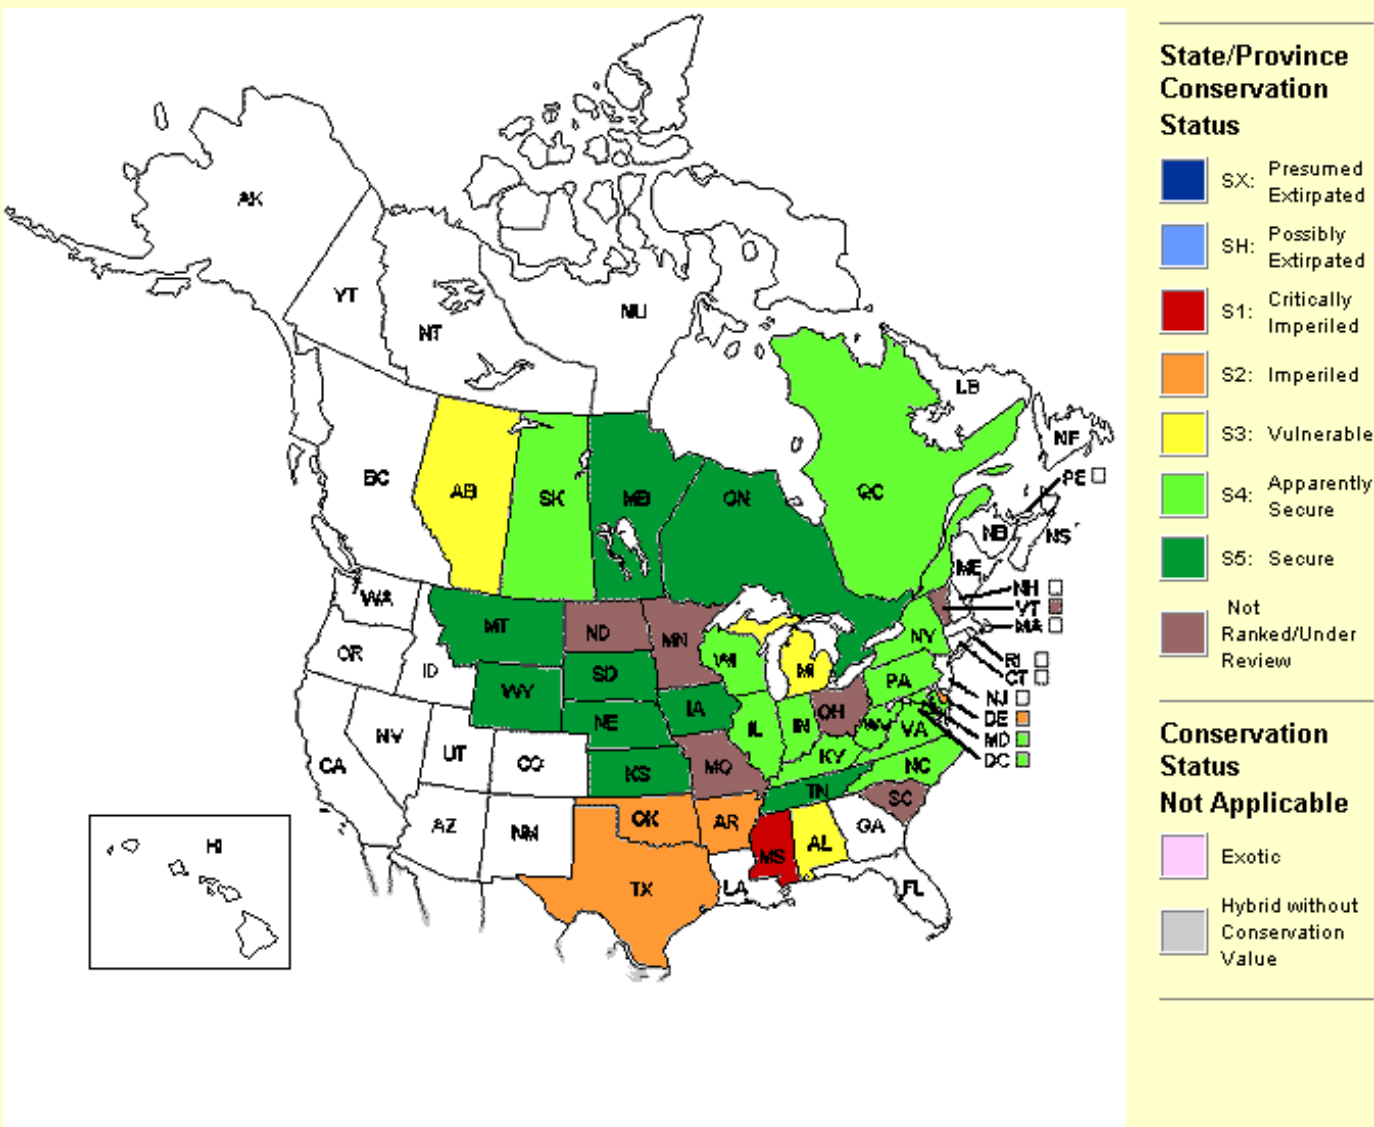 AK
YT
NT
NU
LB
NF
PE
BC
AB
SK
MB
ON
QC
NB
NS
ME
NH
VT
MA
WA
MT
ND
MN
NY
OR
ID
WI
MI
RI
CT
SD
PA
WY
NJ
NE
IA
OH
DE
NV
IL
IN
WV
VA
MD
UT
CO
KY
DC
CA
KS
MO
NC
TN
SC
AZ
NM
OK
AR
GA
HI
MS
AL
TX
LA
FL
State/Province
Conservation
Status
SX: Presumed
Extirpated
SH: Possibly
Extirpated
S1: Critically
Imperiled
S2: Imperiled
S3: Vulnerable
S4: Apparently
Secure
S5: Secure
Not
Ranked/Under
Review
Conservation
Status
Not Applicable
Exotic
Hybrid without
Conservation
Value